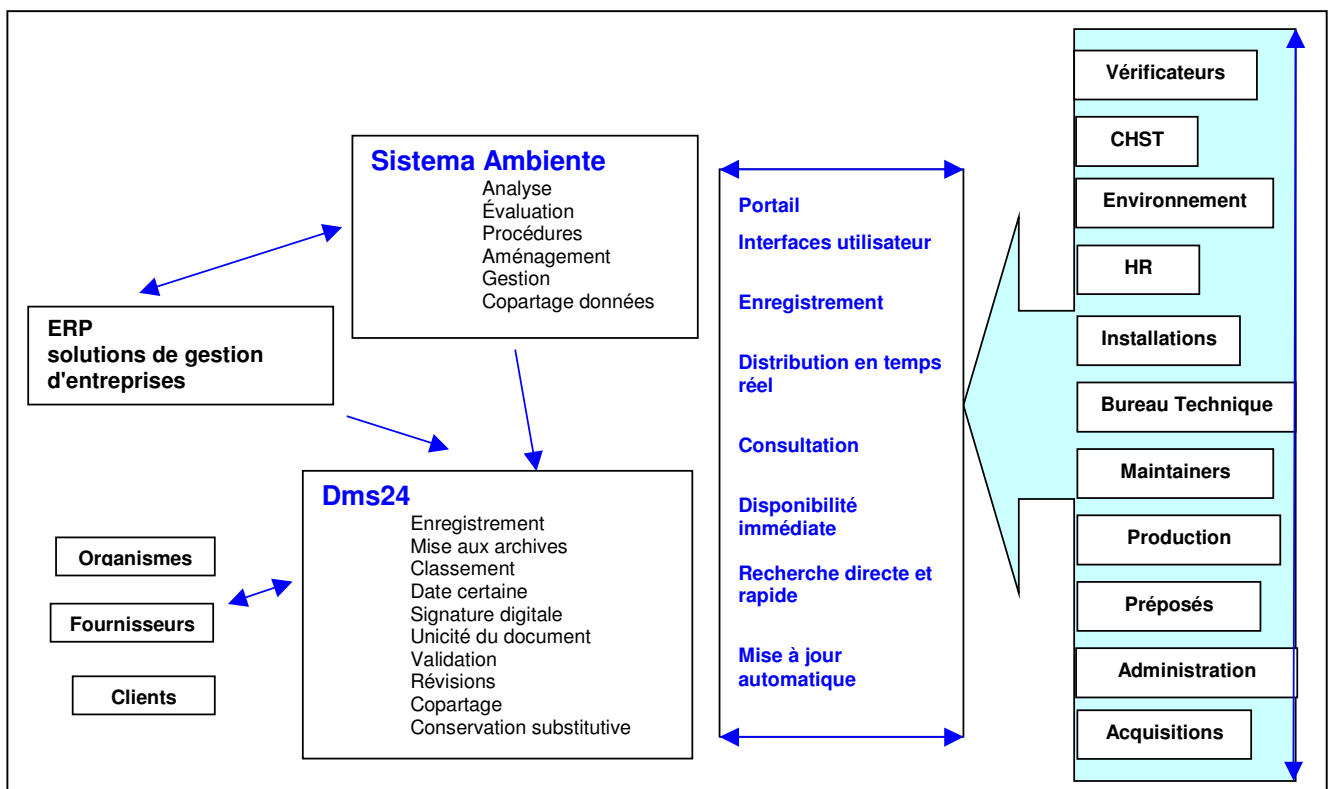 Sistema Ambiente
Analyse
Évaluation
Procédures
Aménagement
Gestion
Copartage données
ERP
solutions de gestion
d'entreprises
Dms24
Enregistrement
Mise aux archives
Classement
Date certaine
Signature digitale
Unicité du document
Validation
Révisions
Copartage
Conservation substitutive
Organismes
Fournisseurs
Clients
Portail
Interfaces utilisateur
Enregistrement
Distribution en temps
réel
Consultation
Disponibilité
immédiate
Recherche directe et
rapide
Mise à jour
automatique
Vérificateurs
CHST
Environnement
HR
Installations
Bureau Technique
Maintainers
Production
Préposés
Administration
Acquisitions